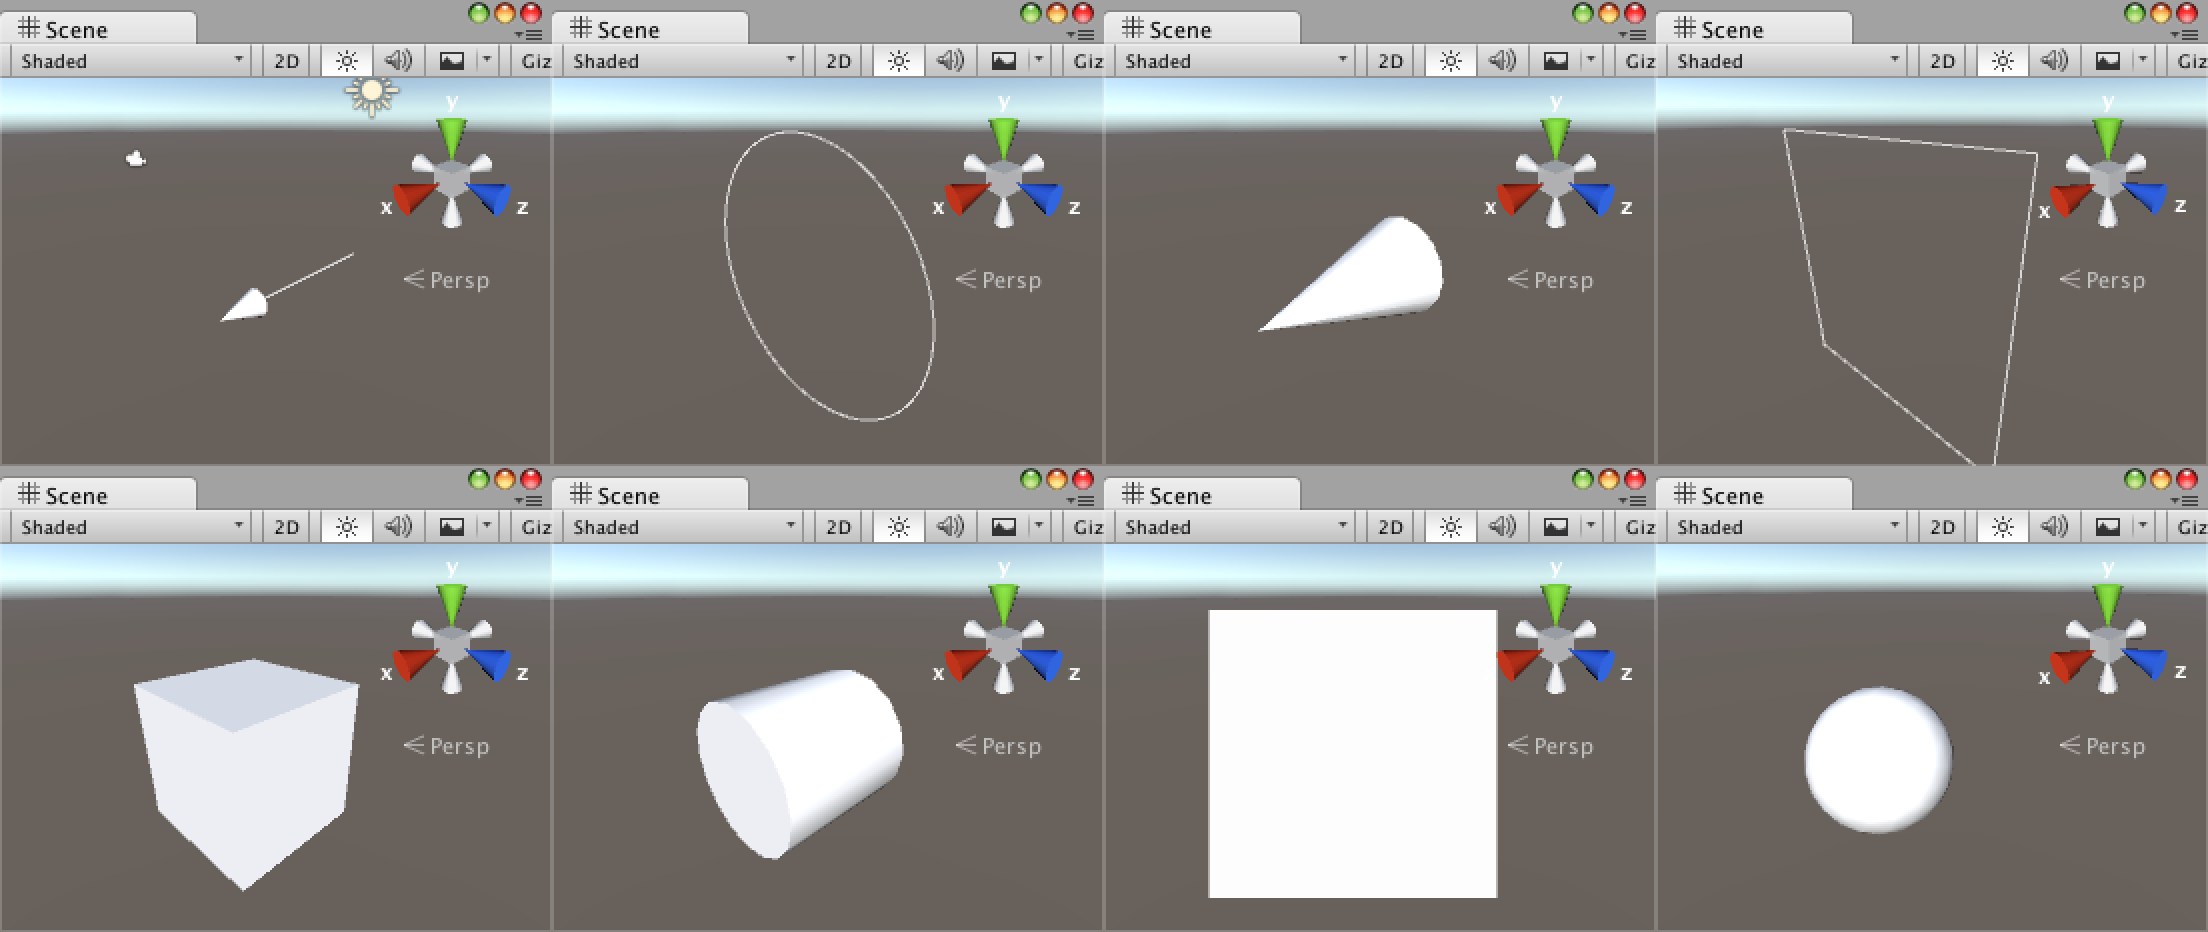 Scene
Shaded 2D Giz
y
x z
Persp
Scene
Shaded 2D Giz
y
x z
Persp
Scene
Shaded 2D Giz
y
x z
Persp
Scene
Shaded 2D Giz
y
x z
Persp
Scene
Shaded 2D Giz
y
x z
Persp
Scene
Shaded 2D Giz
y
x z
Persp
Scene
Shaded 2D Giz
y
x z
Persp
Scene
Shaded 2D Giz
y
x z
Persp